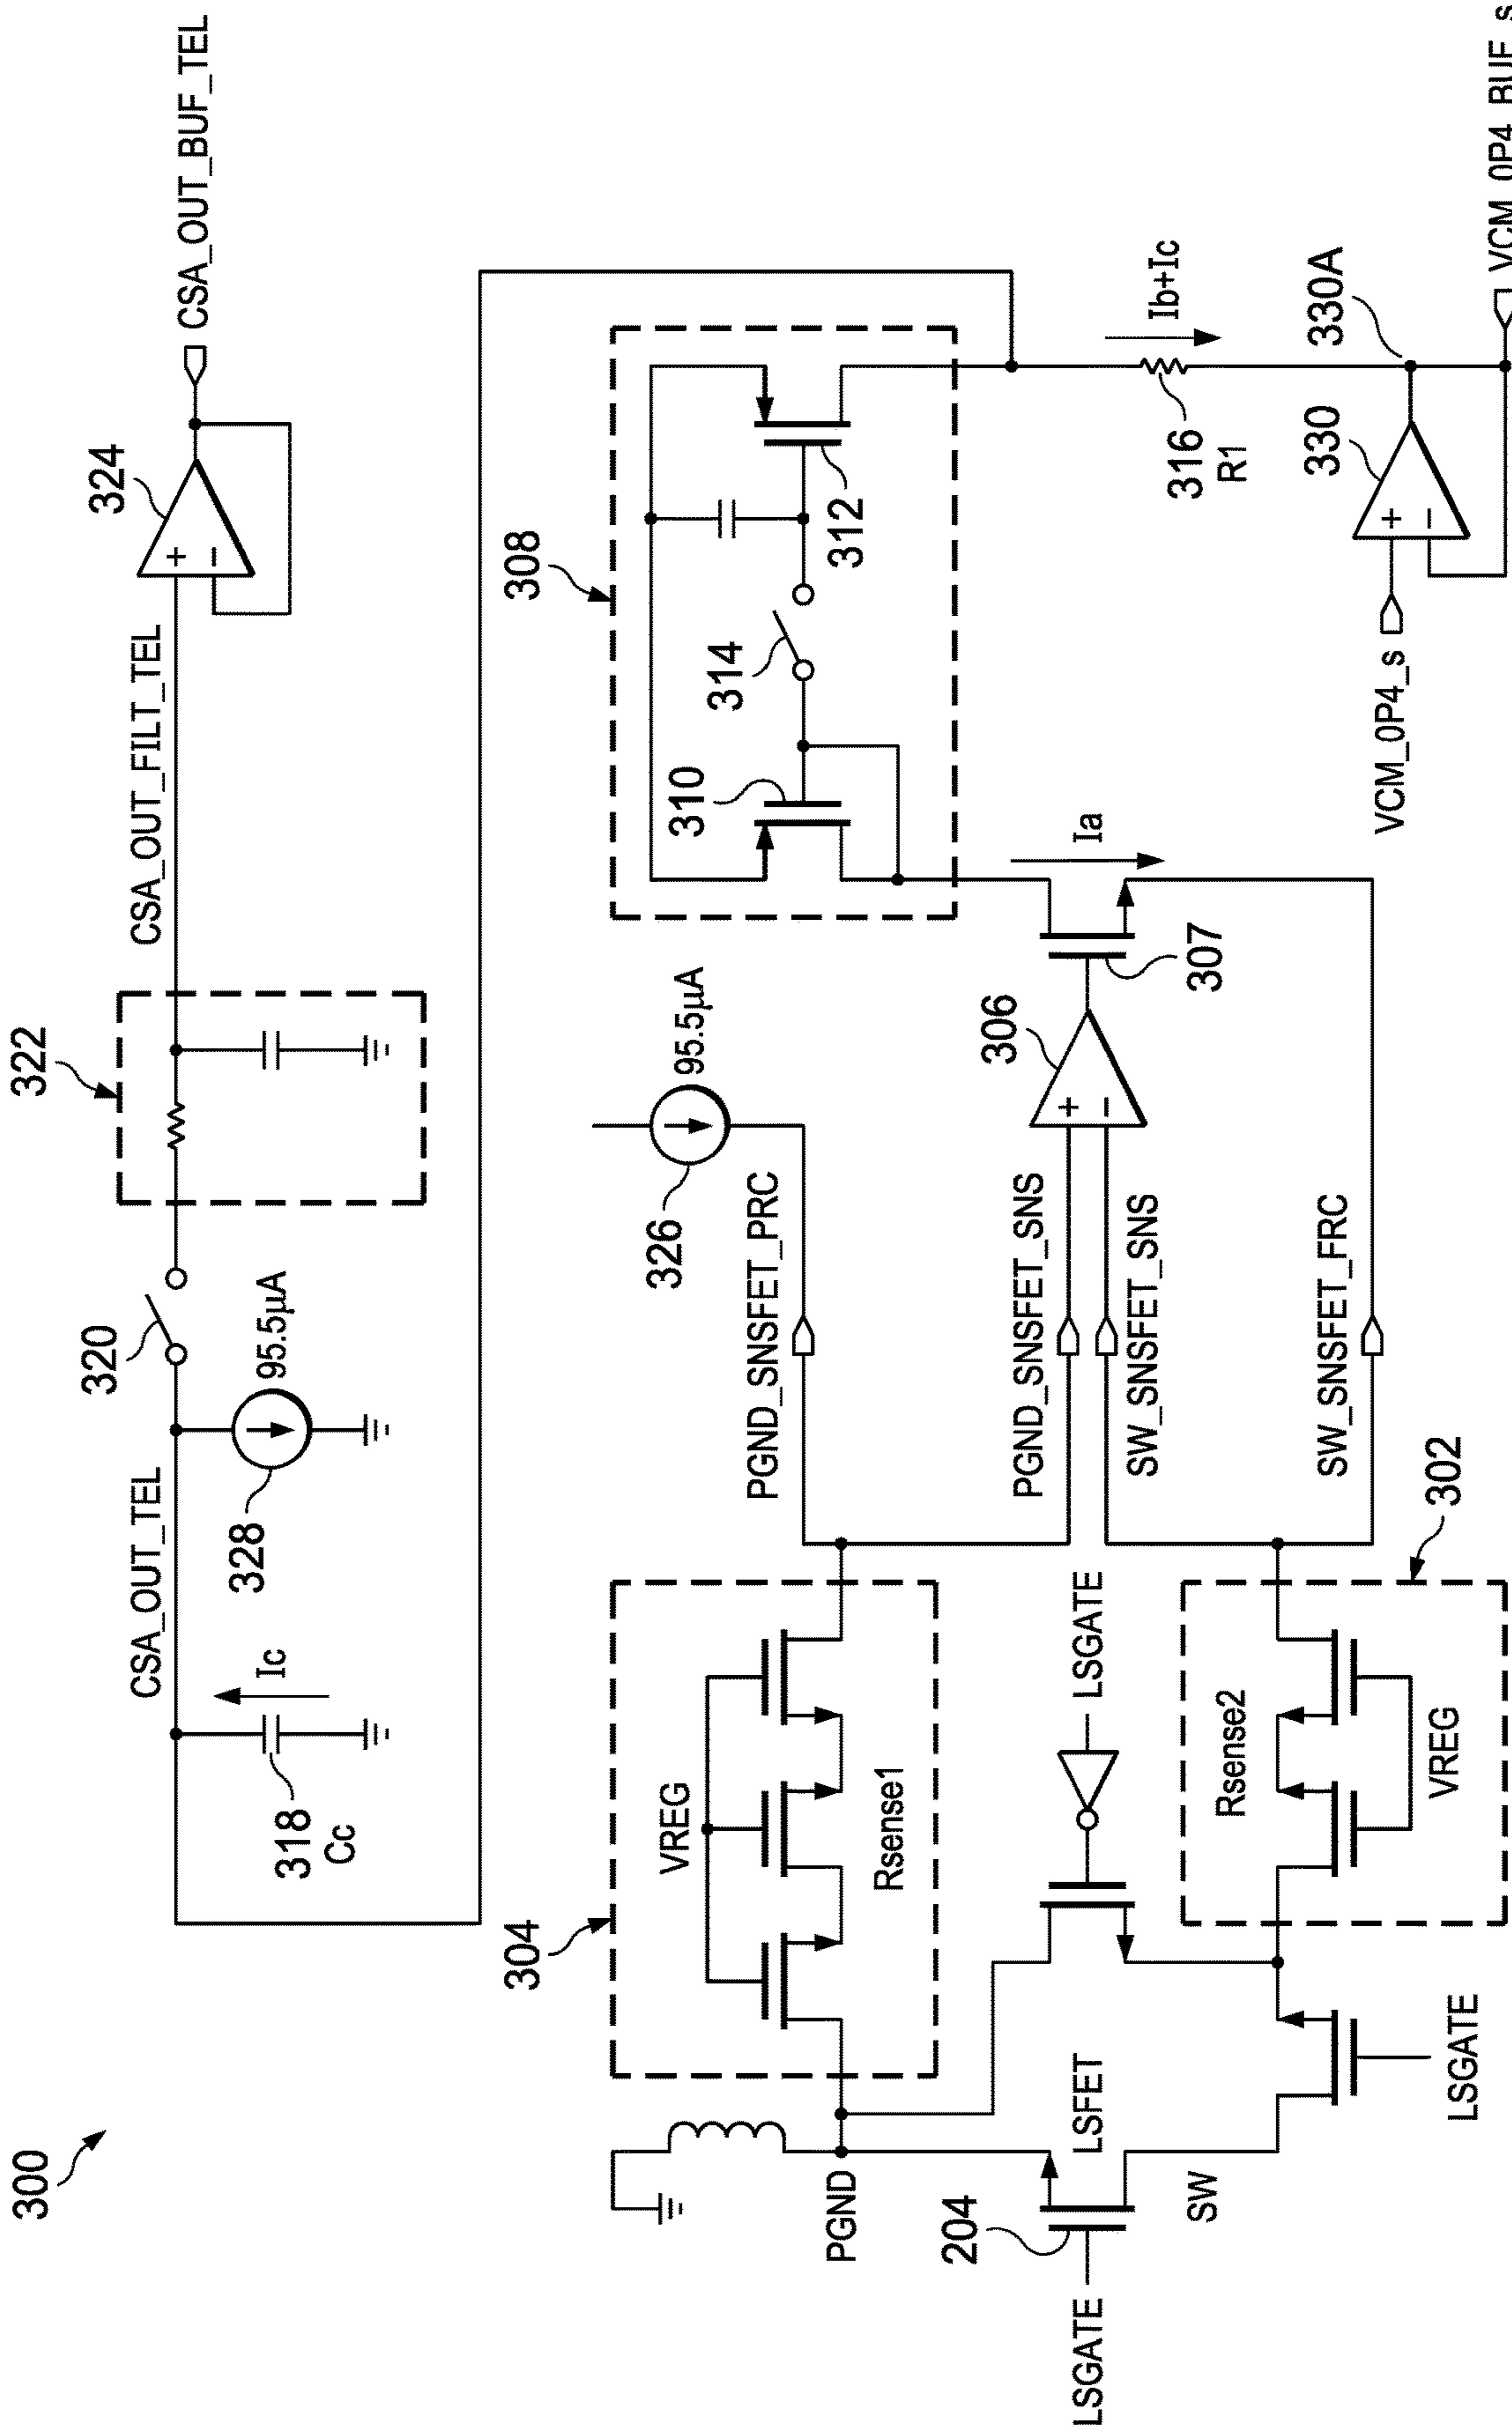 300
CSA_OUT_TEL
Ic
318
Cc
328
95.5µA
320
322
CSA_OUT_FILT_TEL
324
+
−
CSA_OUT_BUF_TEL
304
VREG
Rsense1
PGND
204
LSFET
LSGATE
SW
LSGATE
LSGATE
302
Rsense2
VREG
326
95.5µA
PGND_SNSFET_PRC
PGND_SNSFET_SNS
SW_SNSFET_SNS
SW_SNSFET_FRC
306
+
−
307
Ia
308
310
314
312
316
R1
Ib+Ic
330
330A
+
−
VCM_0P4_s
VCM_0P4_BUF_s